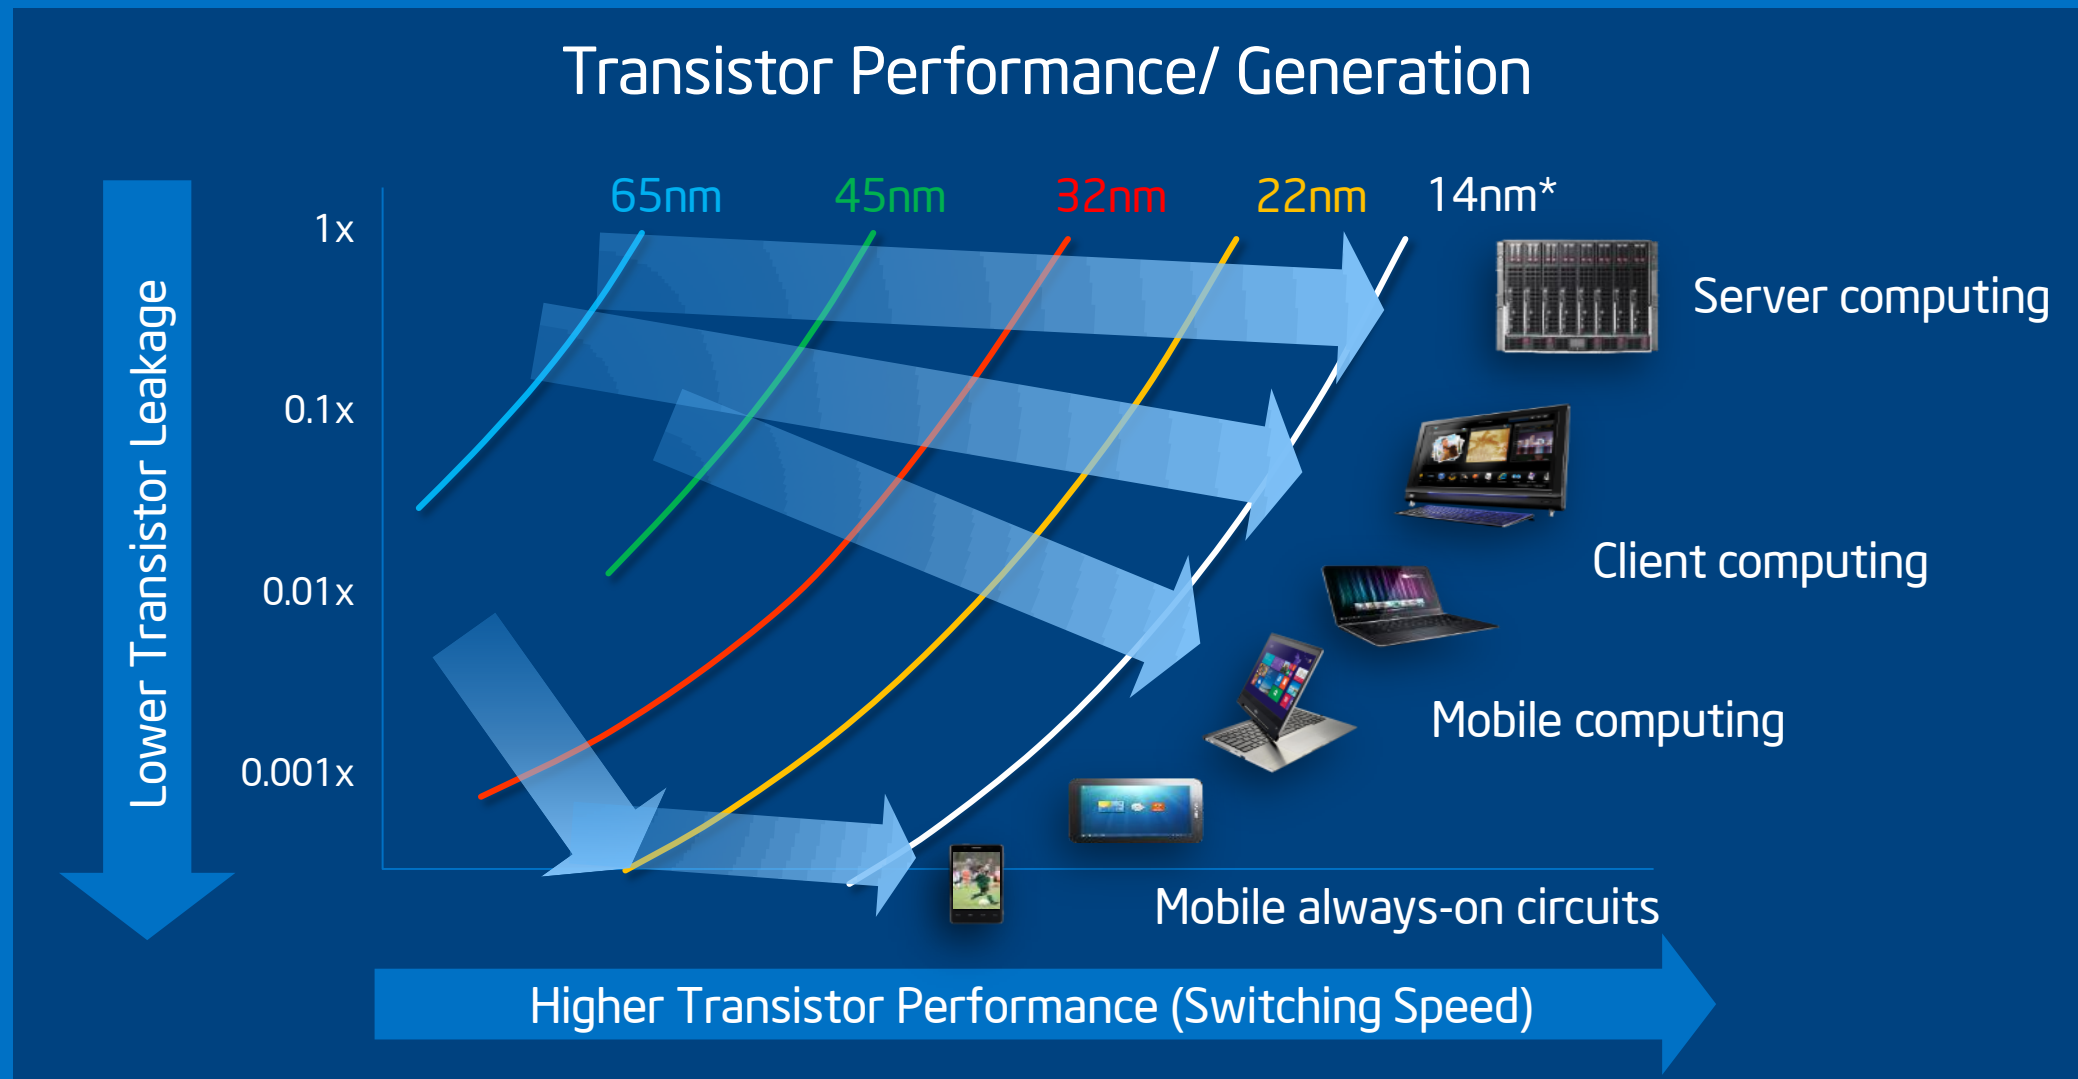 Transistor Performance/ Generation
65nm
45nm
32nm
22nm
14nm*
1x
0.1x
0.01x
0.001x
Lower Transistor Leakage
Server computing
Client computing
Mobile computing
Mobile always-on circuits
Higher Transistor Performance (Switching Speed)